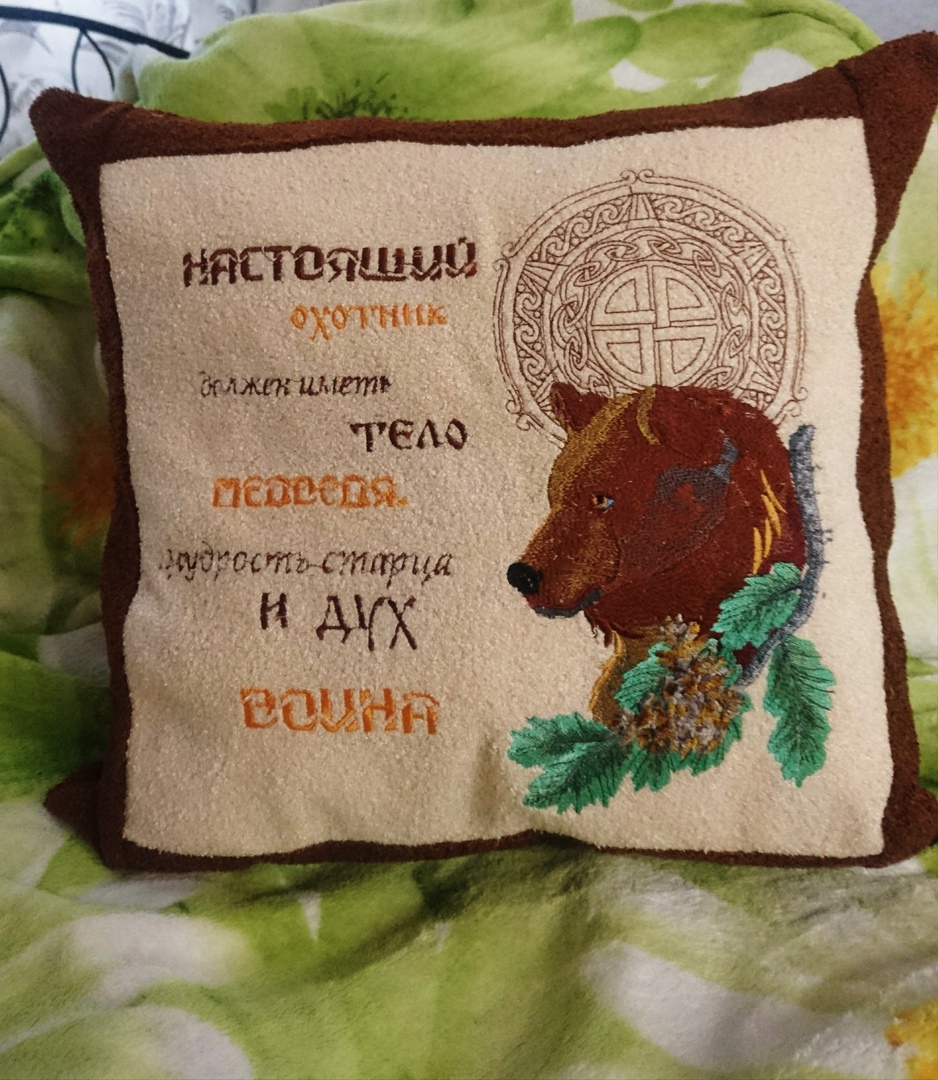 НАСТОЯЩИЙ
охотник
должен иметь
ТЕЛО
МЕДВЕДЯ.
мудрость старца
И ДУХ
ВОИНА